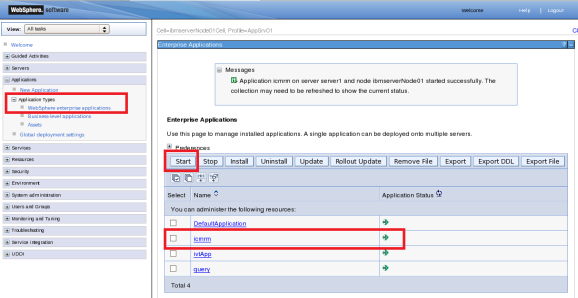 WebSphere. software
Welcome
Help | Logout
View: All tasks
Cell=ibmserverNode01Cell, Profile=AppSrv01
Welcome
Guided Activities
Servers
Applications
New Application
Application Types
WebSphere enterprise applications
Business-level applications
Assets
Global deployment settings
Services
Resources
Security
Environment
System administration
Users and Groups
Monitoring and Tuning
Troubleshooting
Service integration
UDDI
Enterprise Applications
? _
Messages
Application icmrm on server server1 and node ibmserverNode01 started successfully. The
collection may need to be refreshed to show the current status.
Enterprise Applications
Use this page to manage installed applications. A single application can be deployed onto multiple servers.
Preferences
Start Stop Install Uninstall Update Rollout Update Remove File Export Export DDL Export File
Select Name Application Status
You can administer the following resources:
DefaultApplication
icmrm
ivtApp
query
Total 4